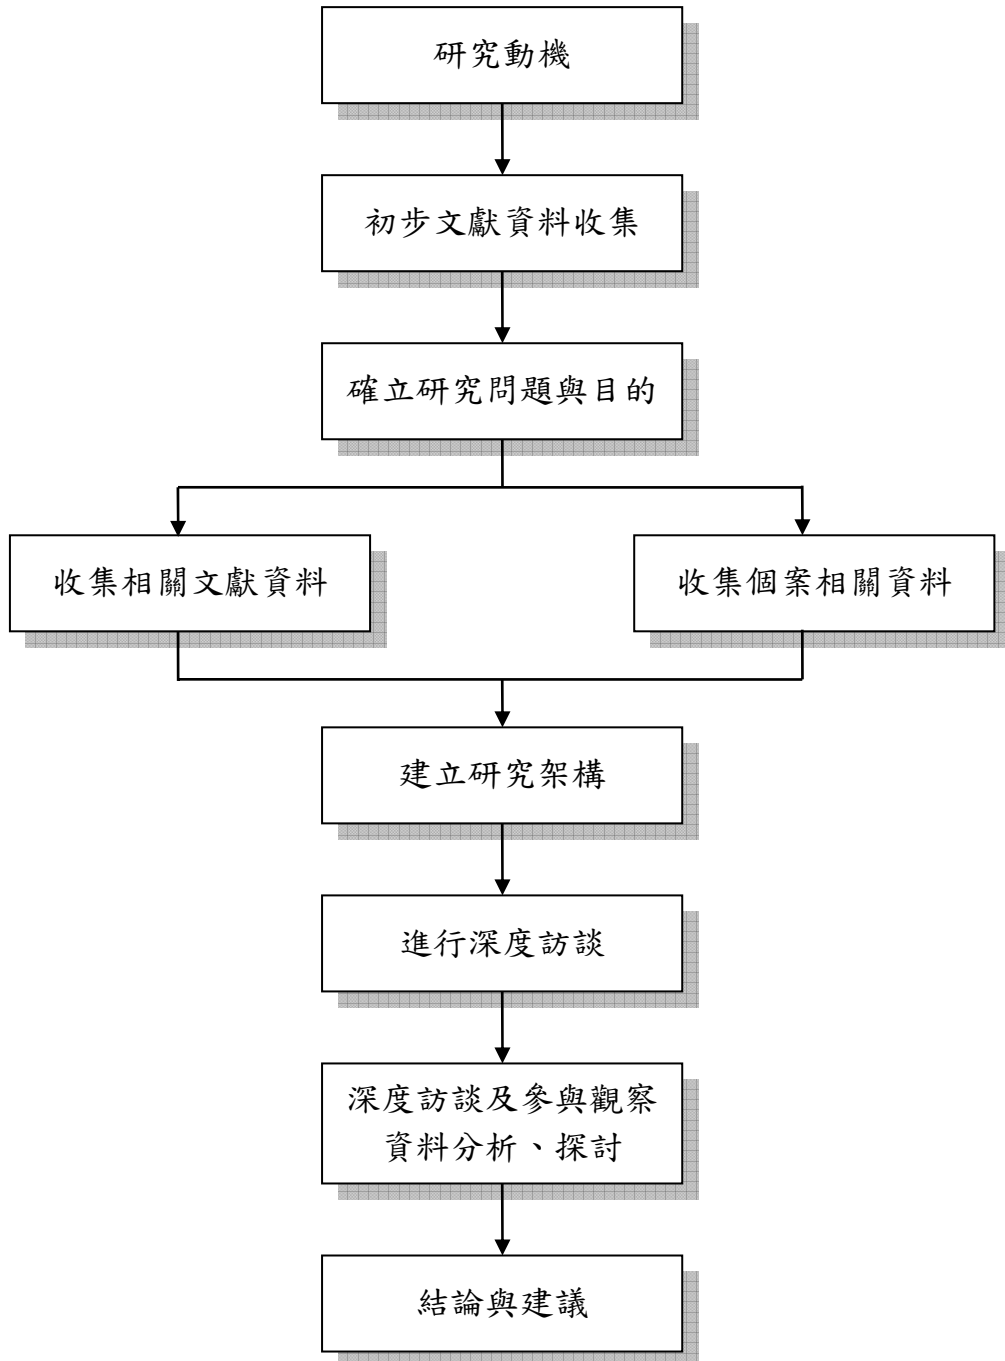 研究動機
初步文獻資料收集
確立研究問題與目的
收集相關文獻資料
收集個案相關資料
建立研究架構
進行深度訪談
深度訪談及參與觀察
資料分析、探討
結論與建議